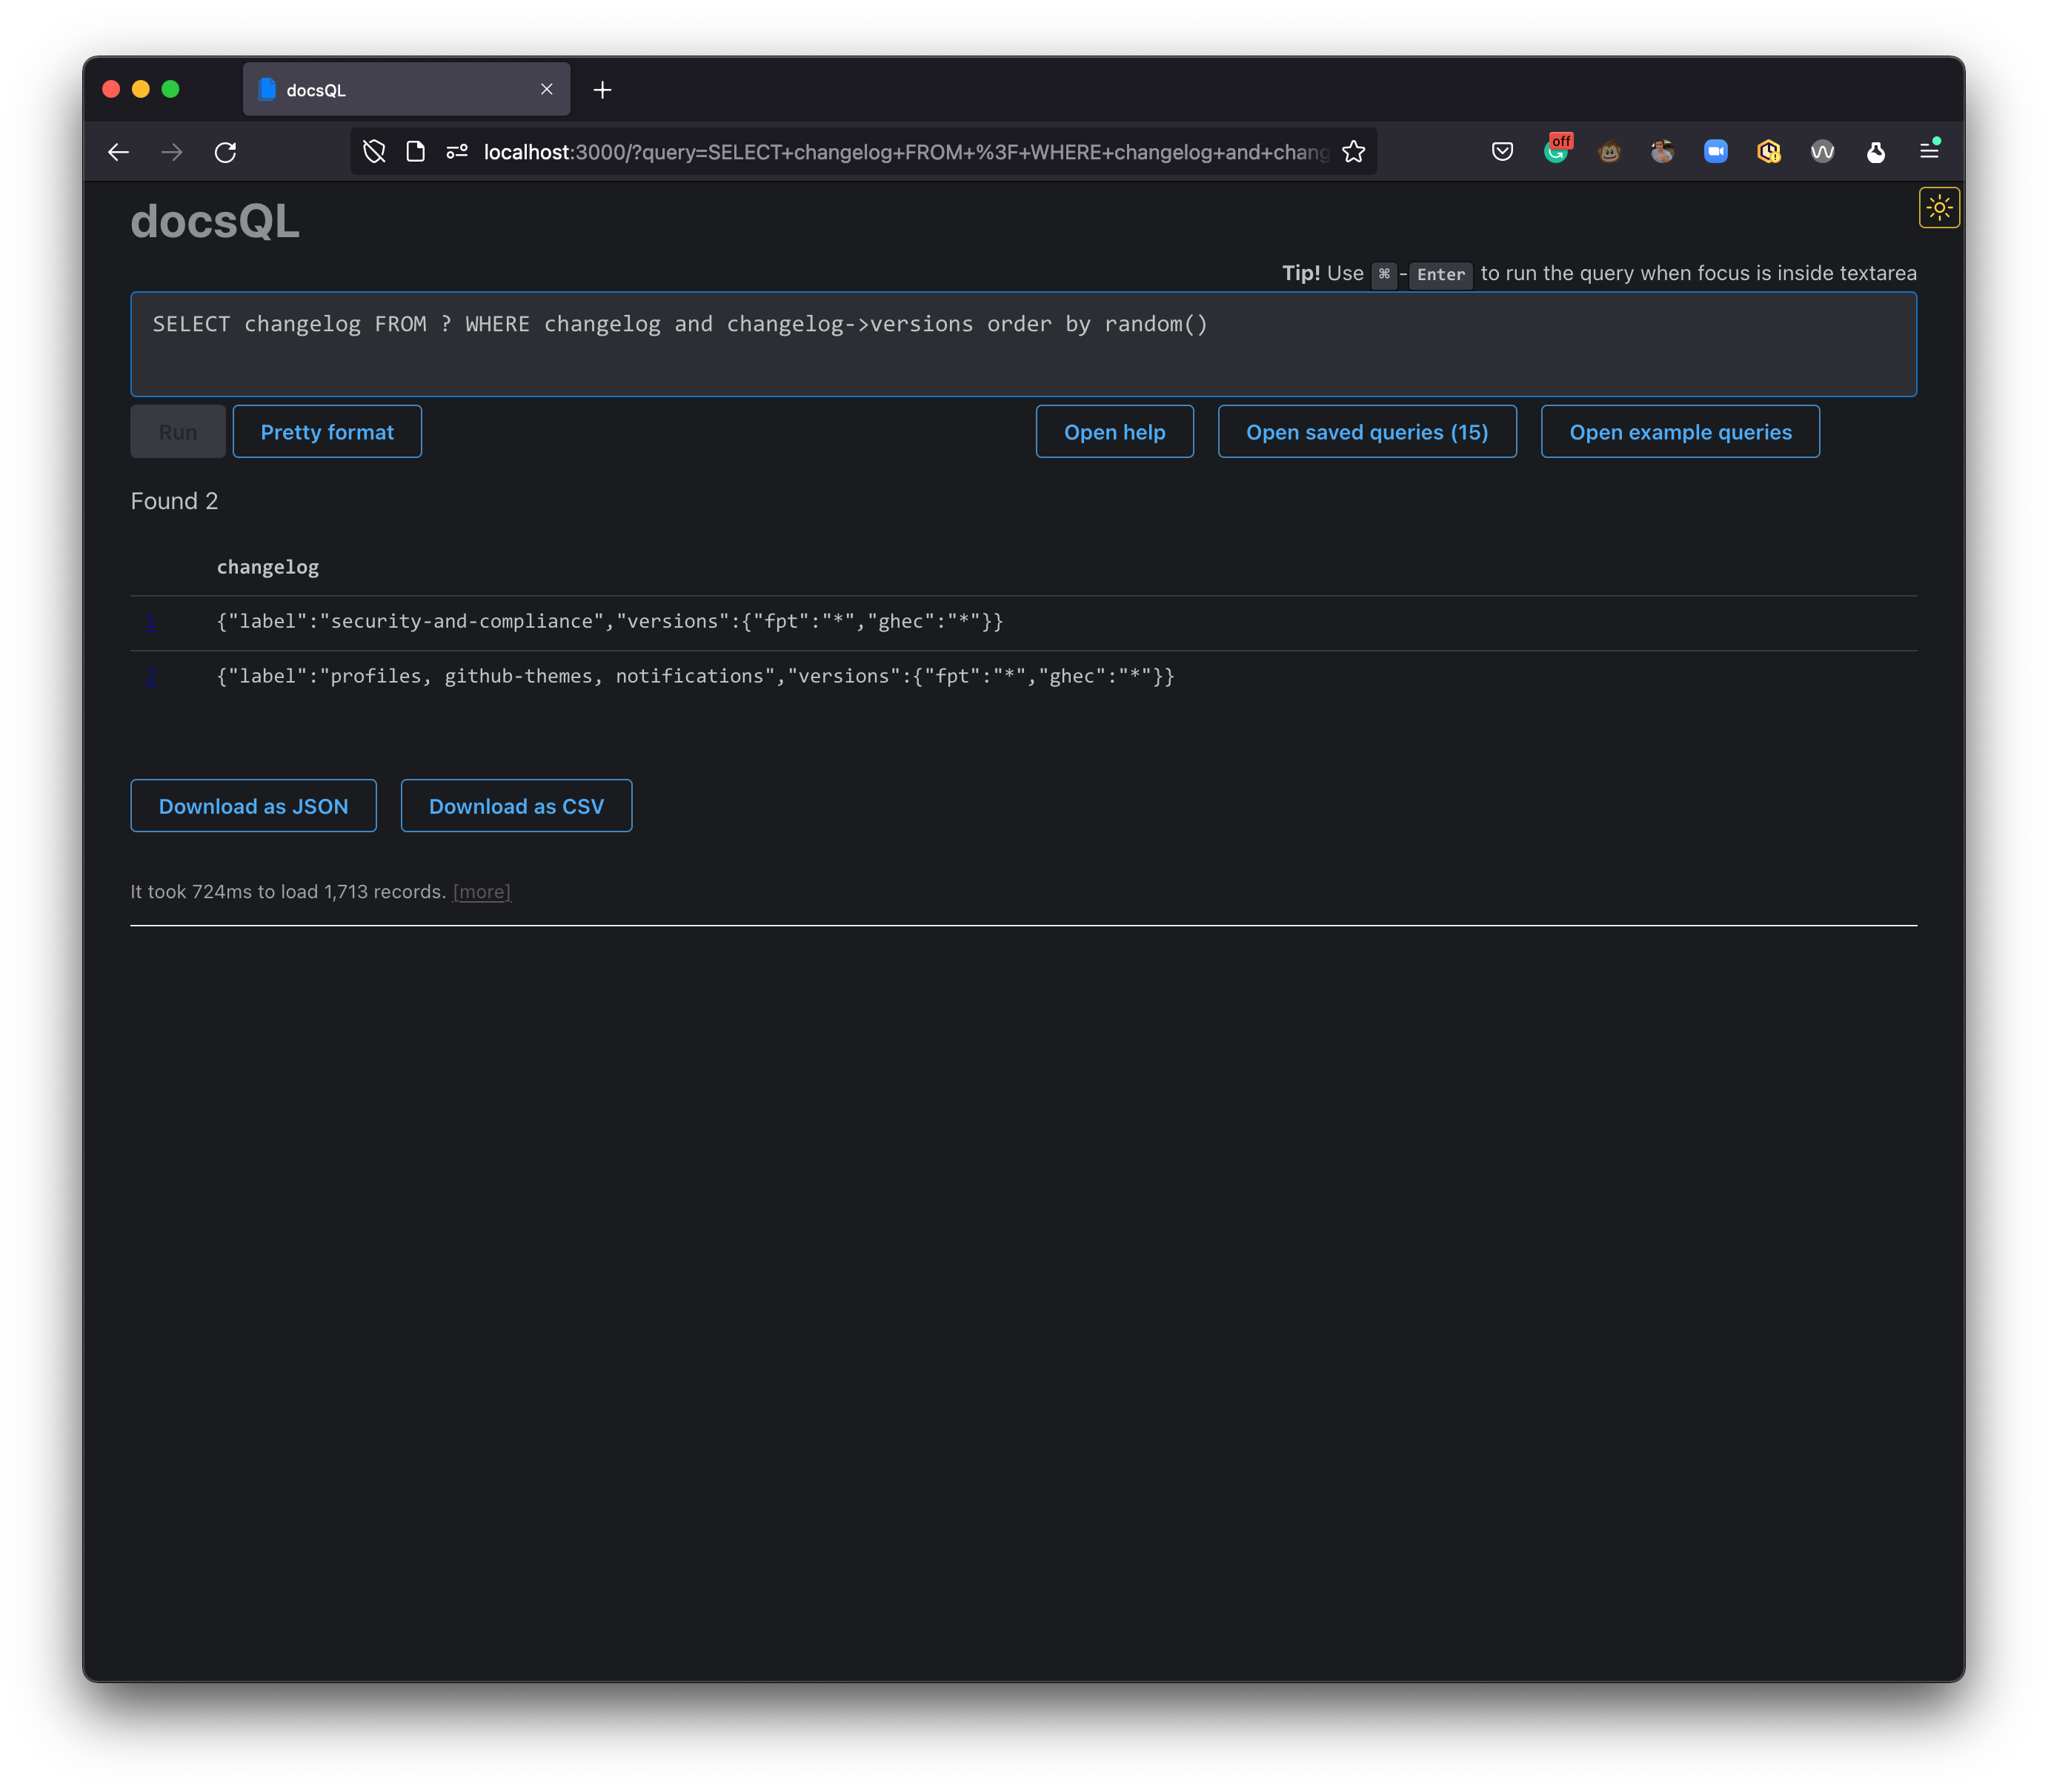 docsQL
off
localhost:3000/?query=SELECT+changelog+FROM+%3F+WHERE+changelog+and+chang
docsQL
Tip! Use ⌘-Enter to run the query when focus is inside textarea
SELECT changelog FROM ? WHERE changelog and changelog->versions order by random()
Run Pretty format Open help Open saved queries (15) Open example queries
Found 2
changelog
1 {"label":"security-and-compliance","versions":{"fpt":"*","ghec":"*"}}
2 {"label":"profiles, github-themes, notifications","versions":{"fpt":"*","ghec":"*"}}
Download as JSON Download as CSV
It took 724ms to load 1,713 records. [more]